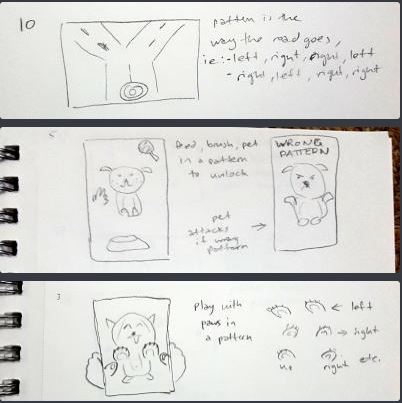 10
pattern is the
way the road goes,
ie:- left, right, right, left
- right, left, right, right
5
feed, brush, pet
in a pattern
to unlock
WRONG
PATTERN
pet
attacks
if wrong
pattern
3
Play with
paws in
a pattern
← left
→ right
right etc.